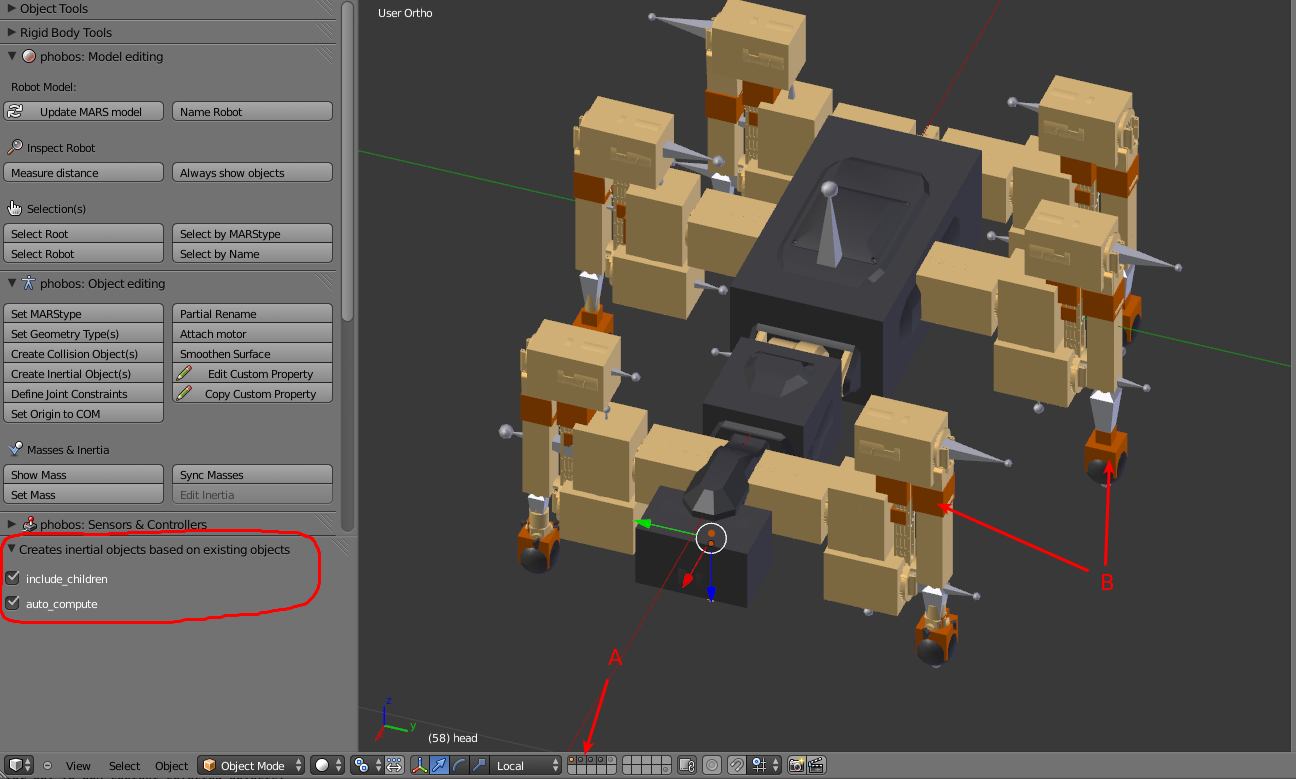 Object Tools
Rigid Body Tools
phobos: Model editing
Robot Model:
Update MARS model
Name Robot
Inspect Robot
Measure distance
Always show objects
Selection(s)
Select Root
Select by MARStype
Select Robot
Select by Name
phobos: Object editing
Set MARStype
Partial Rename
Set Geometry Type(s)
Attach motor
Create Collision Object(s)
Smoothen Surface
Create Inertial Object(s)
Edit Custom Property
Define Joint Constraints
Copy Custom Property
Set Origin to COM
Masses & Inertia
Show Mass
Sync Masses
Set Mass
Edit Inertia
phobos: Sensors & Controllers
Creates inertial objects based on existing objects
include_children
auto_compute
User Ortho
B
A
z
y
(58) head
View
Select
Object
Object Mode
Local